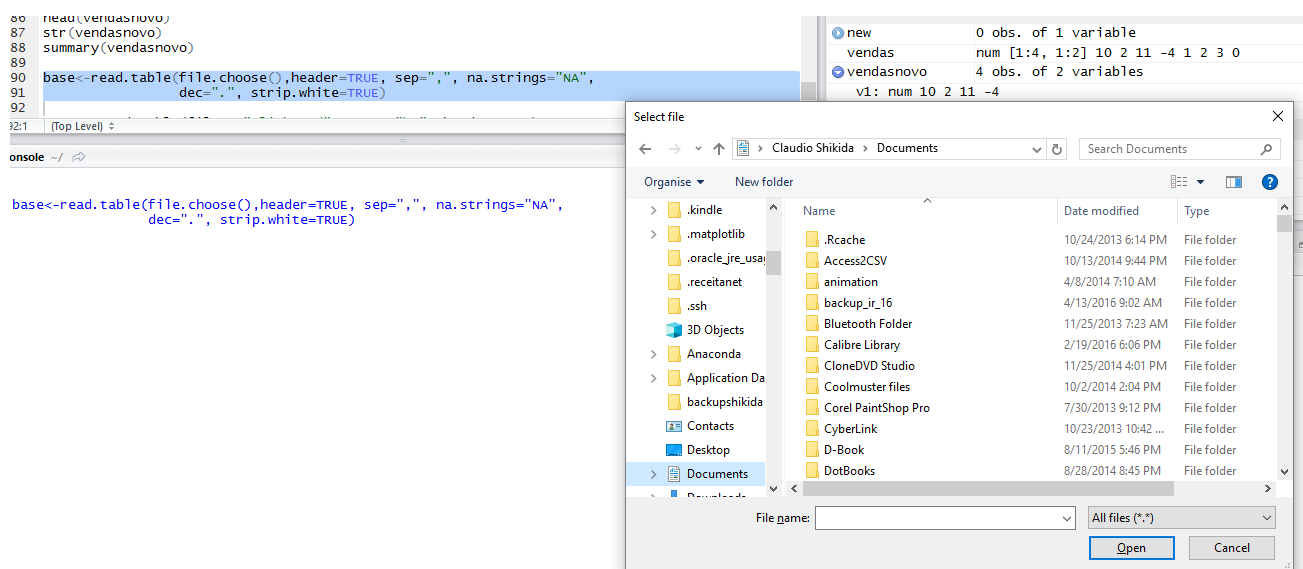 86 head(vendasnovo)
87 str(vendasnovo)
88 summary(vendasnovo)
89
90 base<-read.table(file.choose(),header=TRUE, sep=",", na.strings="NA",
91 dec=".", strip.white=TRUE)
92
92:1 (Top Level)
onsole ~/
base<-read.table(file.choose(),header=TRUE, sep=",", na.strings="NA",
dec=".", strip.white=TRUE)
new 0 obs. of 1 variable
vendas num [1:4, 1:2] 10 2 11 -4 1 2 3 0
vendasnovo 4 obs. of 2 variables
v1: num 10 2 11 -4
Select file
Claudio Shikida > Documents
Search Documents
Organise New folder
.kindle
.matplotlib
.oracle_jre_usag
.receitanet
.ssh
3D Objects
Anaconda
Application Da
backupshikida
Contacts
Desktop
Documents
Downloads
Name Date modified Type
.Rcache 10/24/2013 6:14 PM File folder
Access2CSV 10/13/2014 9:44 PM File folder
animation 4/8/2014 7:10 AM File folder
backup_ir_16 4/13/2016 9:02 AM File folder
Bluetooth Folder 11/25/2013 7:23 AM File folder
Calibre Library 2/19/2016 6:06 PM File folder
CloneDVD Studio 11/25/2014 4:01 PM File folder
Coolmuster files 10/2/2014 2:04 PM File folder
Corel PaintShop Pro 7/30/2013 9:12 PM File folder
CyberLink 10/23/2013 10:42 ... File folder
D-Book 8/11/2015 5:46 PM File folder
DotBooks 8/28/2014 8:45 PM File folder
File name: All files (*.*)
Open Cancel